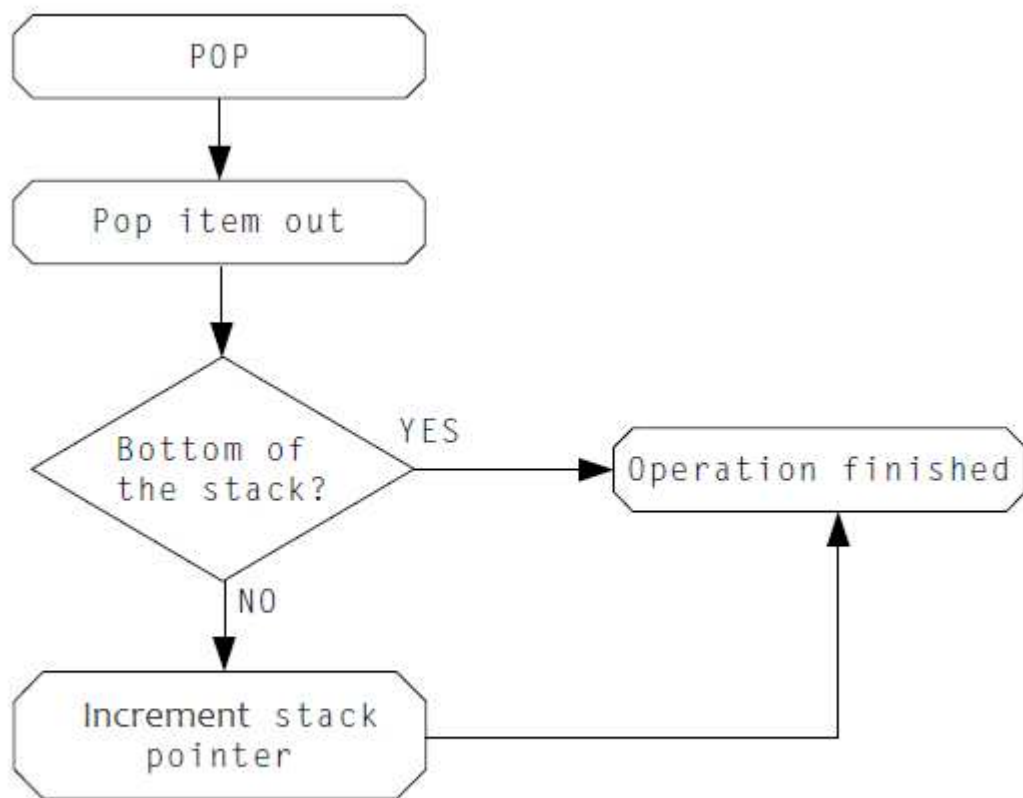 POP
Pop item out
Bottom of
the stack?
YES
Operation finished
NO
Increment stack
pointer